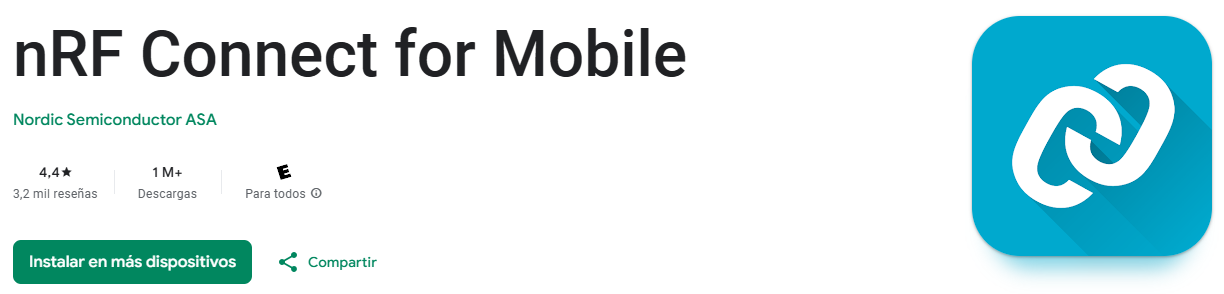 nRF Connect for Mobile
Nordic Semiconductor ASA
4,4★ 1 M+ E
3,2 mil reseñas Descargas Para todos
Instalar en más dispositivos Compartir